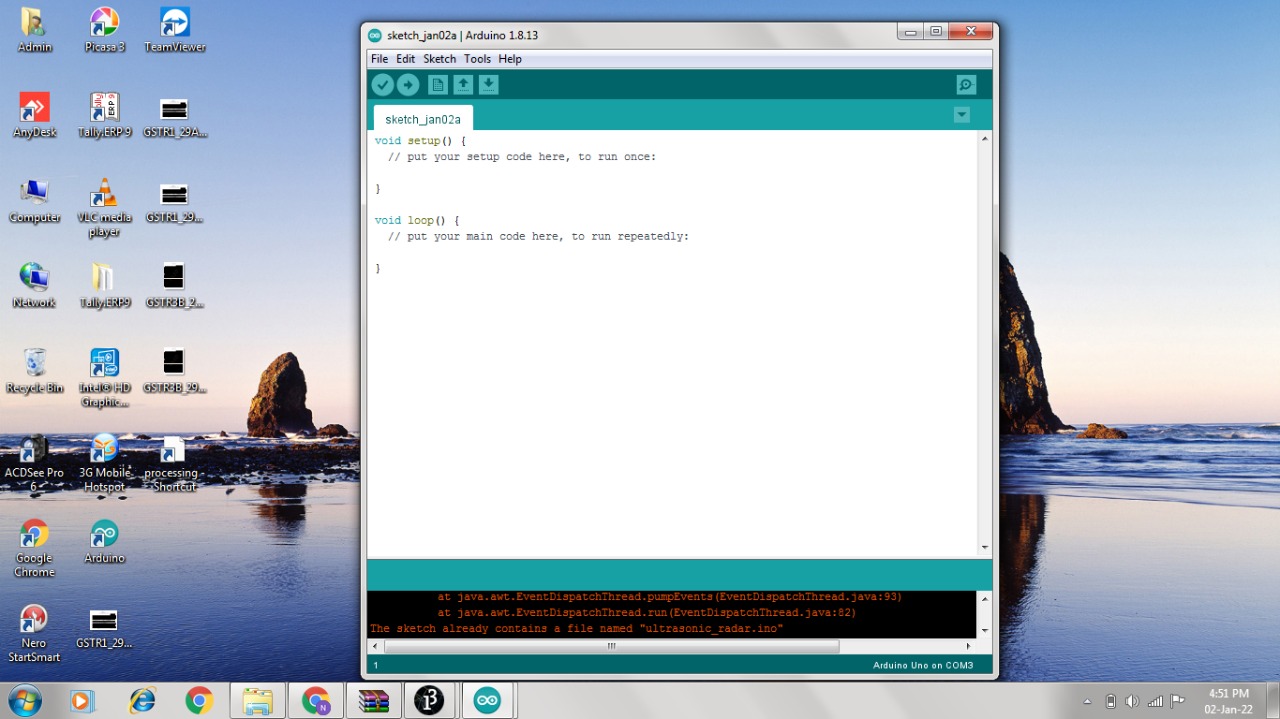 Admin
Picasa 3
TeamViewer
AnyDesk
Tally.ERP 9
GSTR1_29A...
Computer
VLC media
player
GSTR1_29...
Network
Tally.ERP9
GSTR3B_2...
Recycle Bin
Intel® HD
Graphic...
GSTR3B_29...
ACDSee Pro
6
3G Mobile
Hotspot
processing -
Shortcut
Google
Chrome
Arduino
Nero
StartSmart
GSTR1_29...
sketch_jan02a | Arduino 1.8.13
File Edit Sketch Tools Help
sketch_jan02a
void setup() {
// put your setup code here, to run once:
}
void loop() {
// put your main code here, to run repeatedly:
}
at java.awt.EventDispatchThread.pumpEvents(EventDispatchThread.java:93)
at java.awt.EventDispatchThread.run(EventDispatchThread.java:82)
The sketch already contains a file named "ultrasonic_radar.ino"
1
Arduino Uno on COM3
4:51 PM
02-Jan-22